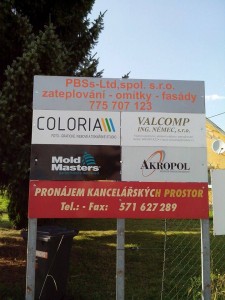 PBSs-Ltd,spol. s.r.o.
zateplování - omítky - fasády
775 707 123
COLORIA
VALCOMP
ING. NĚMEC, s.r.o.
Mold
Masters
AKROPOL
PRONÁJEM KANCELÁŘSKÝCH PROSTOR
Tel.: - Fax: 571 627 289